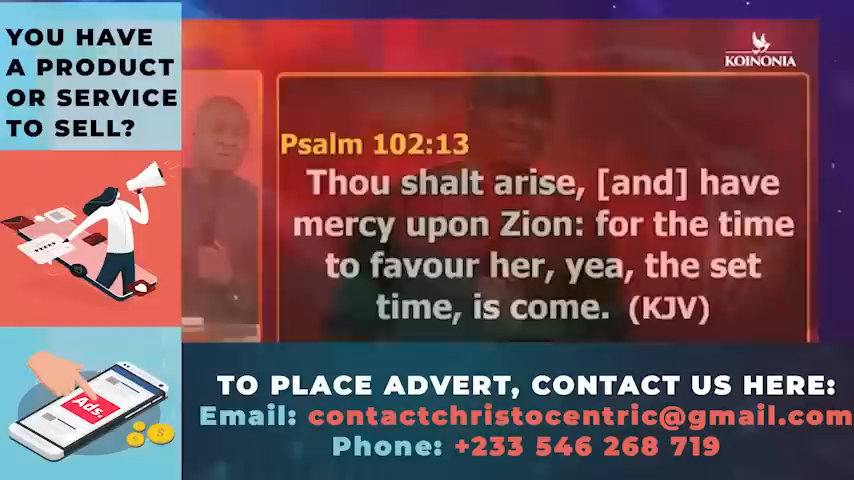 YOU HAVE
A PRODUCT
OR SERVICE
TO SELL?
KOINONIA
Psalm 102:13
Thou shalt arise, [and] have
mercy upon Zion: for the time
to favour her, yea, the set
time, is come. (KJV)
Ads.
TO PLACE ADVERT, CONTACT US HERE:
Email: contactchristocentric@gmail.com
Phone: +233 546 268 719